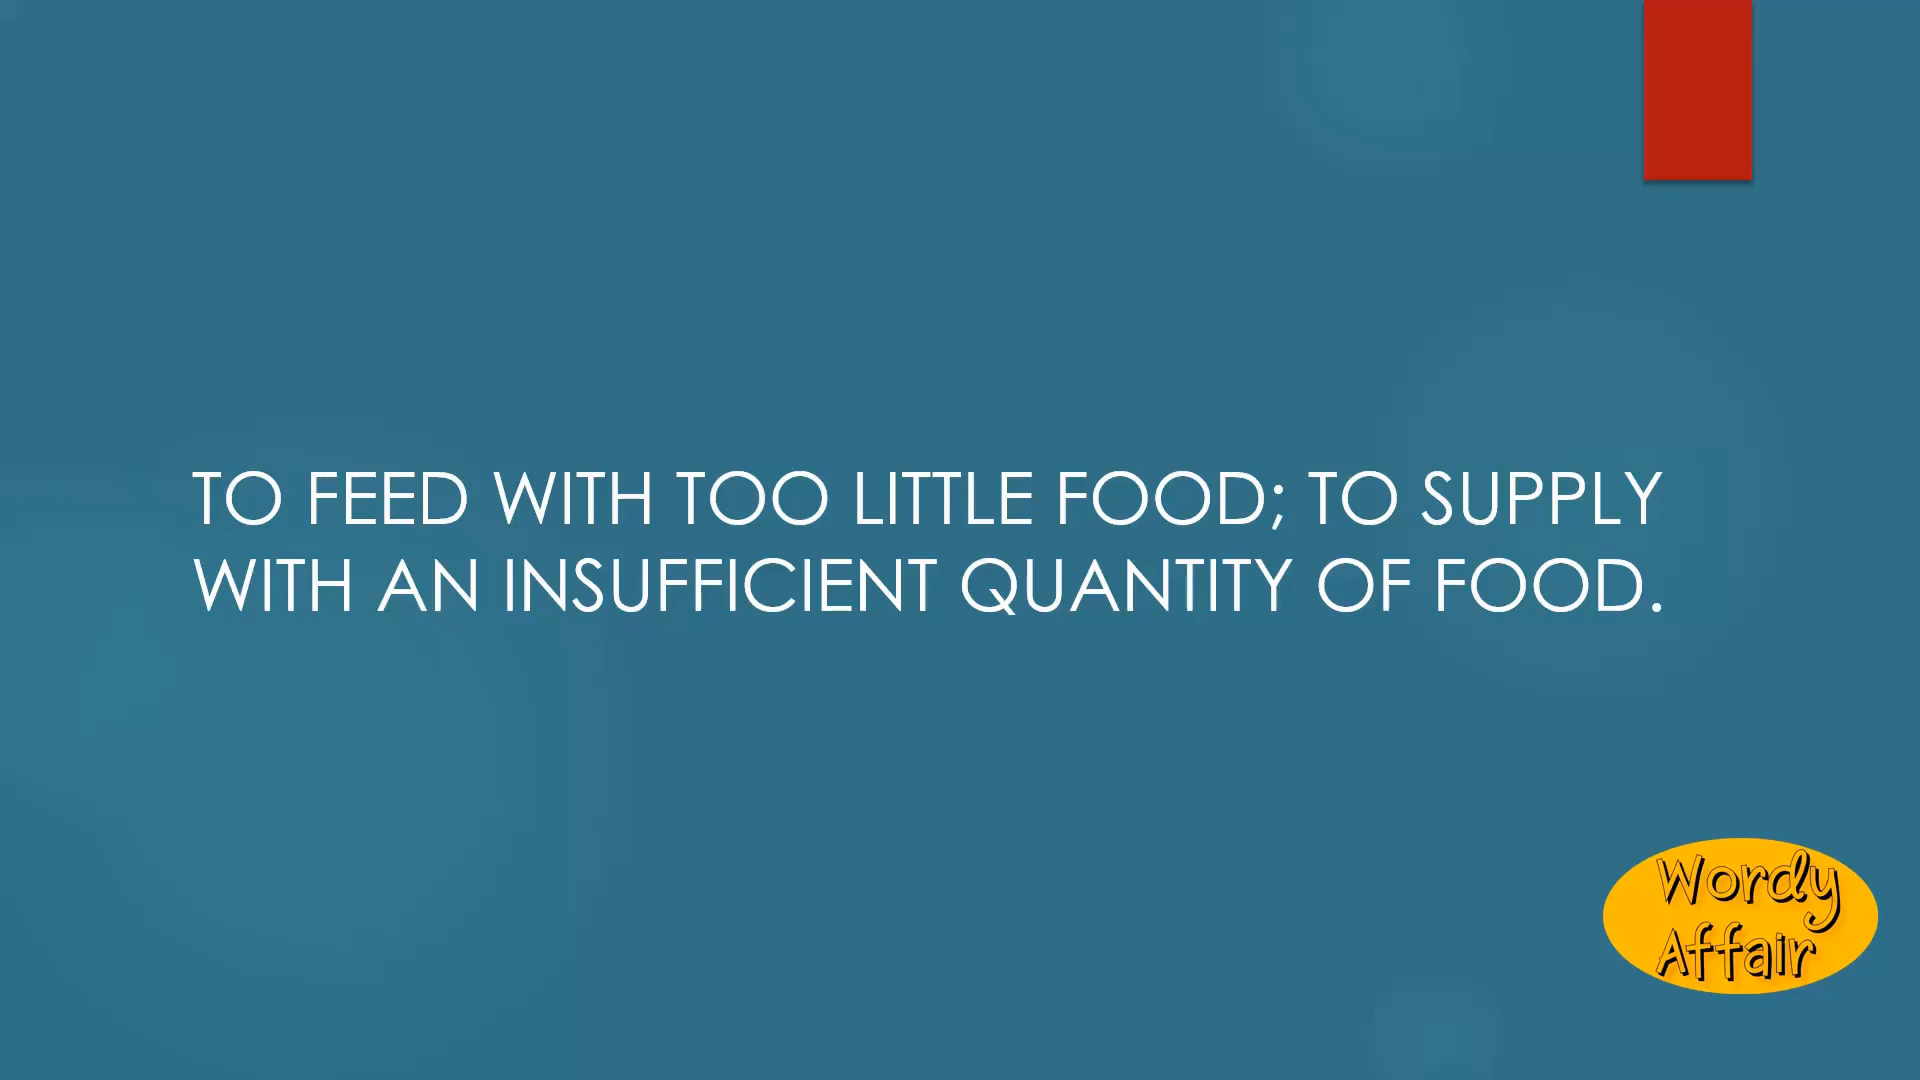 TO FEED WITH TOO LITTLE FOOD; TO SUPPLY
WITH AN INSUFFICIENT QUANTITY OF FOOD.
Wordy
Affair